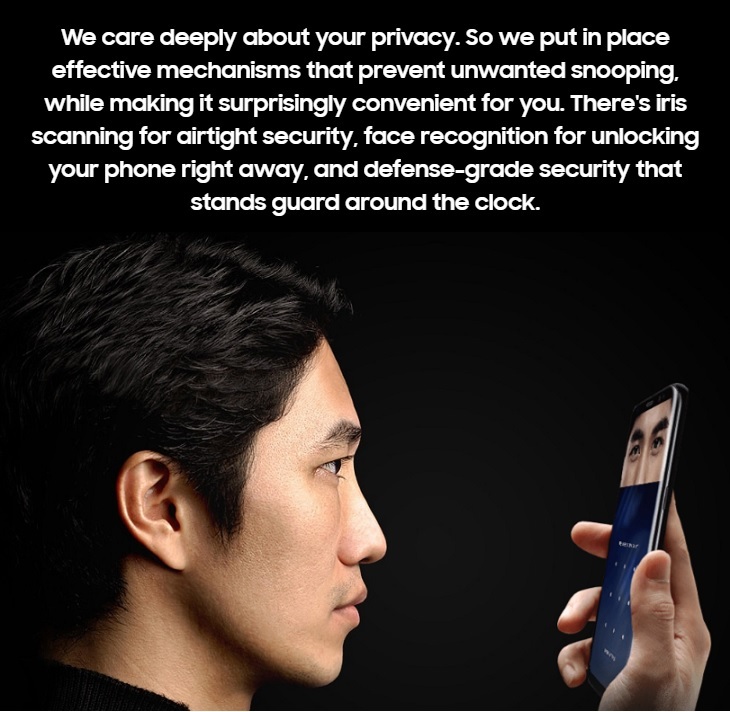 We care deeply about your privacy. So we put in place
effective mechanisms that prevent unwanted snooping,
while making it surprisingly convenient for you. There's iris
scanning for airtight security, face recognition for unlocking
your phone right away, and defense-grade security that
stands guard around the clock.